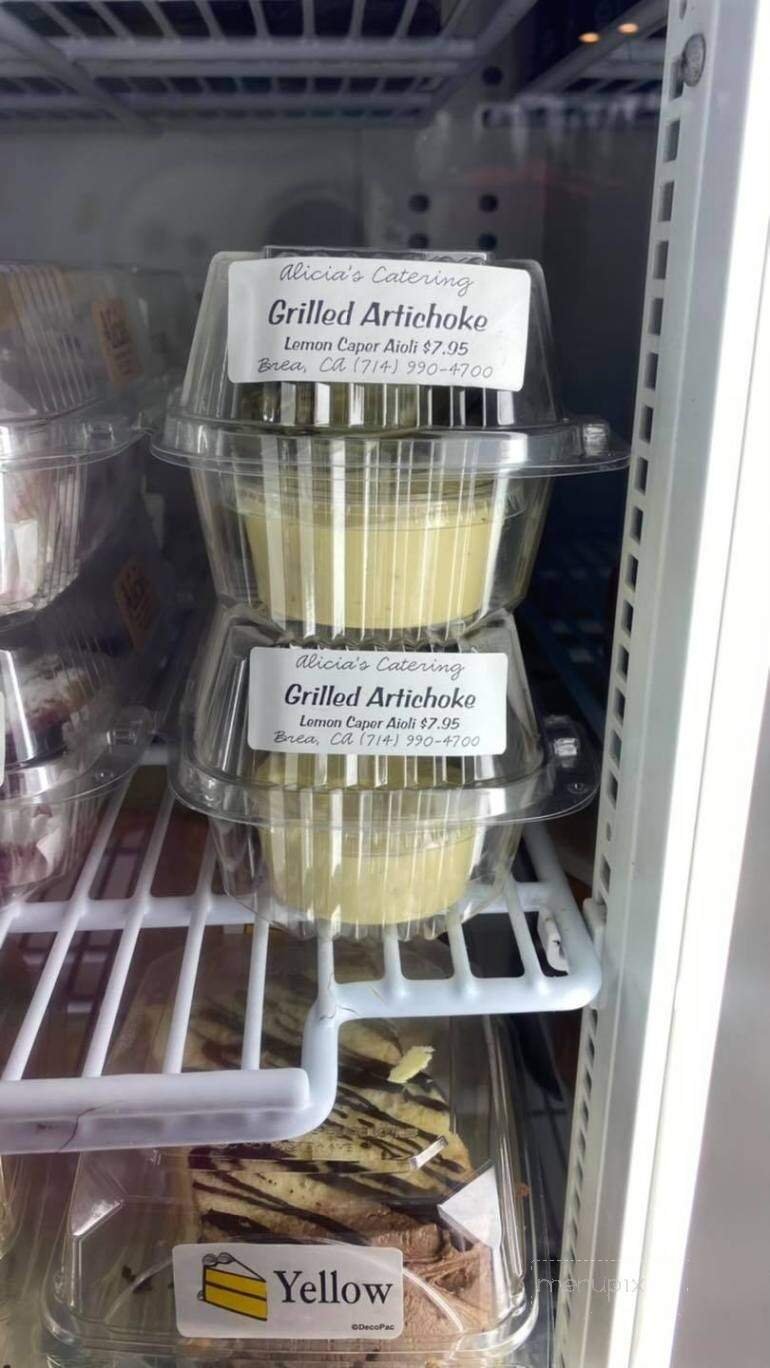 Alicia's Catering
Grilled Artichoke
Lemon Caper Aioli $7.95
Brea, CA (714) 990-4700
Alicia's Catering
Grilled Artichoke
Lemon Caper Aioli $7.95
Brea, CA (714) 990-4700
Yellow
©DecoPac
menupix